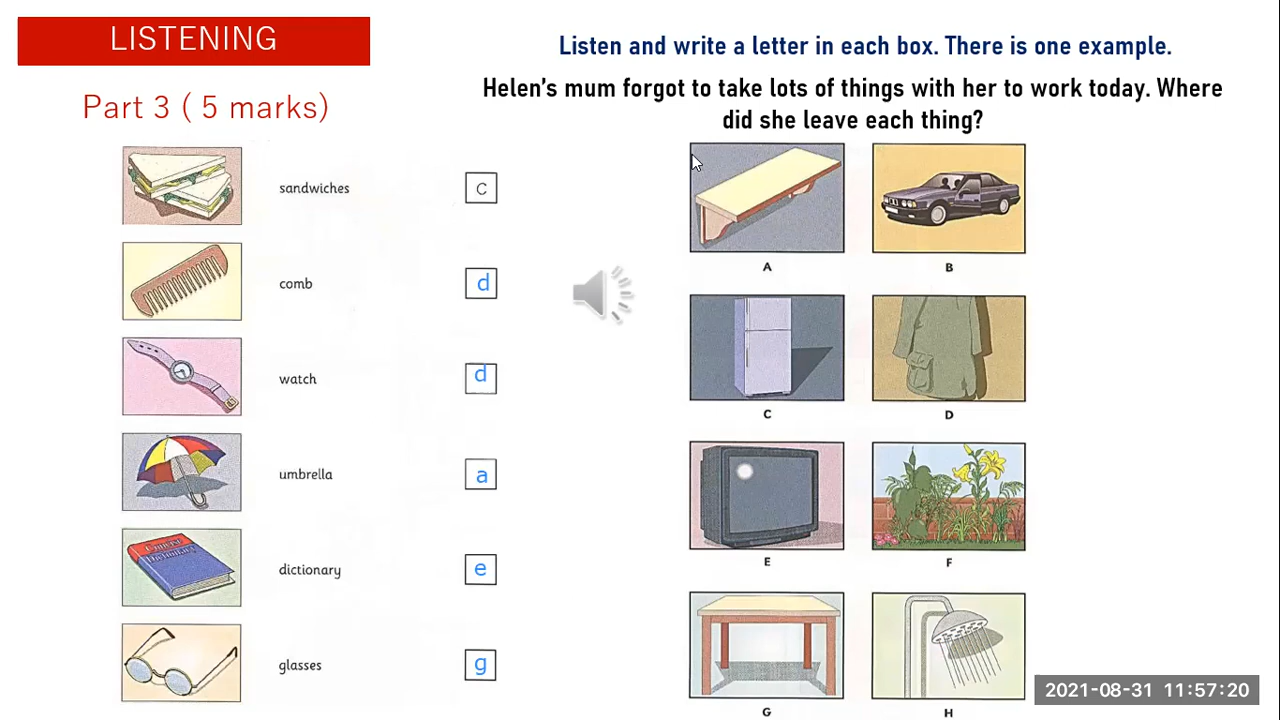 LISTENING
Part 3 ( 5 marks)
Listen and write a letter in each box. There is one example.
Helen’s mum forgot to take lots of things with her to work today. Where
did she leave each thing?
sandwiches
C
comb
d
watch
d
umbrella
a
dictionary
e
glasses
g
A
B
C
D
E
F
G
H
2021-08-31 11:57:20